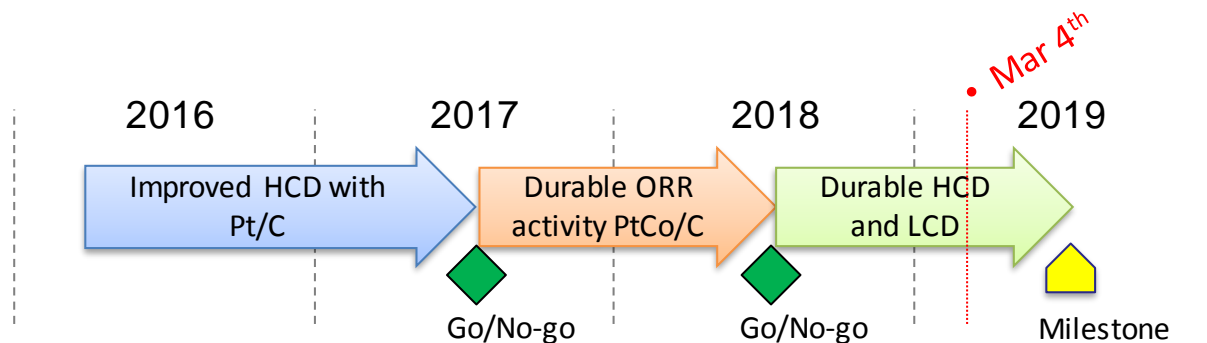 Mar 4th
2016
2017
2018
2019
Improved HCD with
Pt/C
Durable ORR
activity PtCo/C
Durable HCD
and LCD
Go/No-go
Go/No-go
Milestone